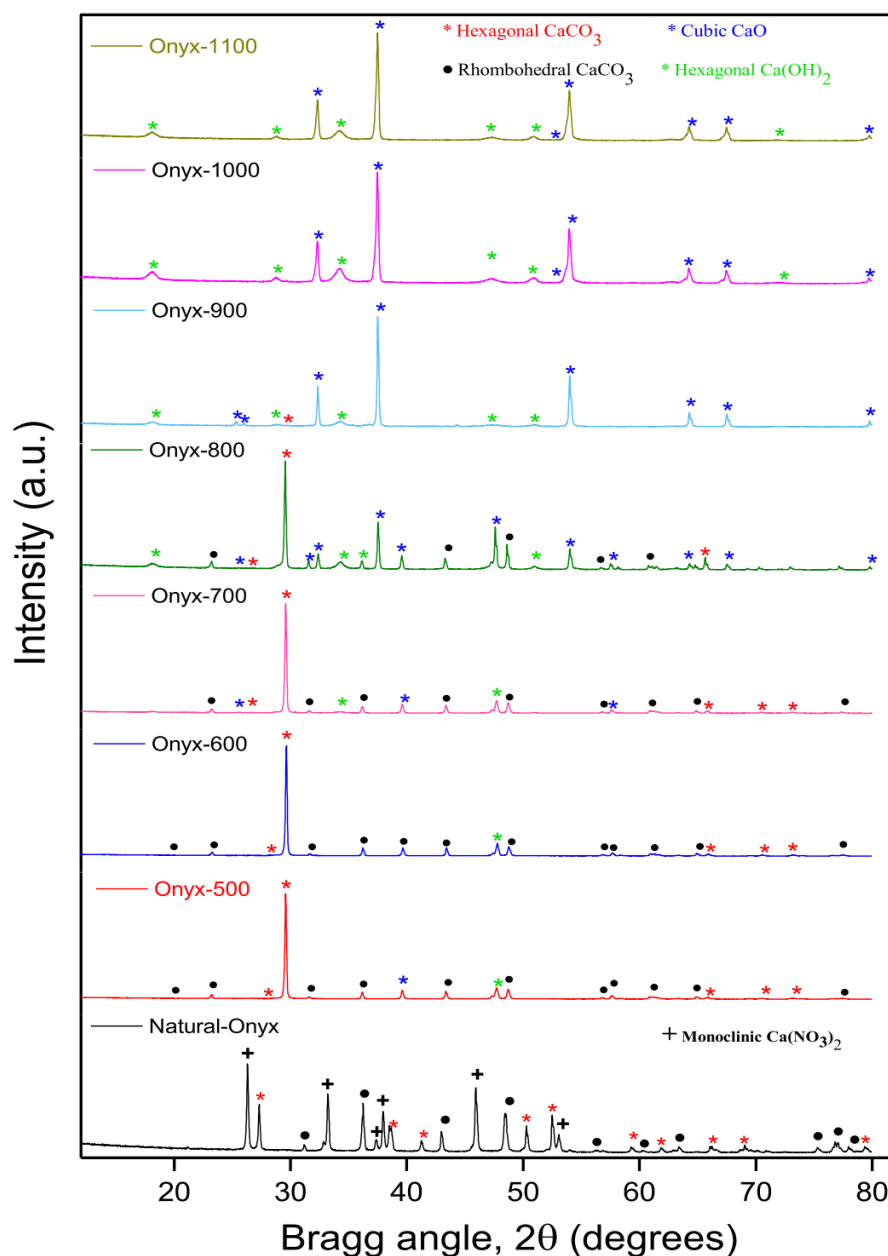 * Hexagonal CaCO3 * Cubic CaO
● Rhombohedral CaCO3 * Hexagonal Ca(OH)2
Onyx-1100
Onyx-1000
Onyx-900
Onyx-800
Onyx-700
Onyx-600
Onyx-500
Natural-Onyx
+ Monoclinic Ca(NO3)2
Intensity (a.u.)
20 30 40 50 60 70 80
Bragg angle, 2θ (degrees)